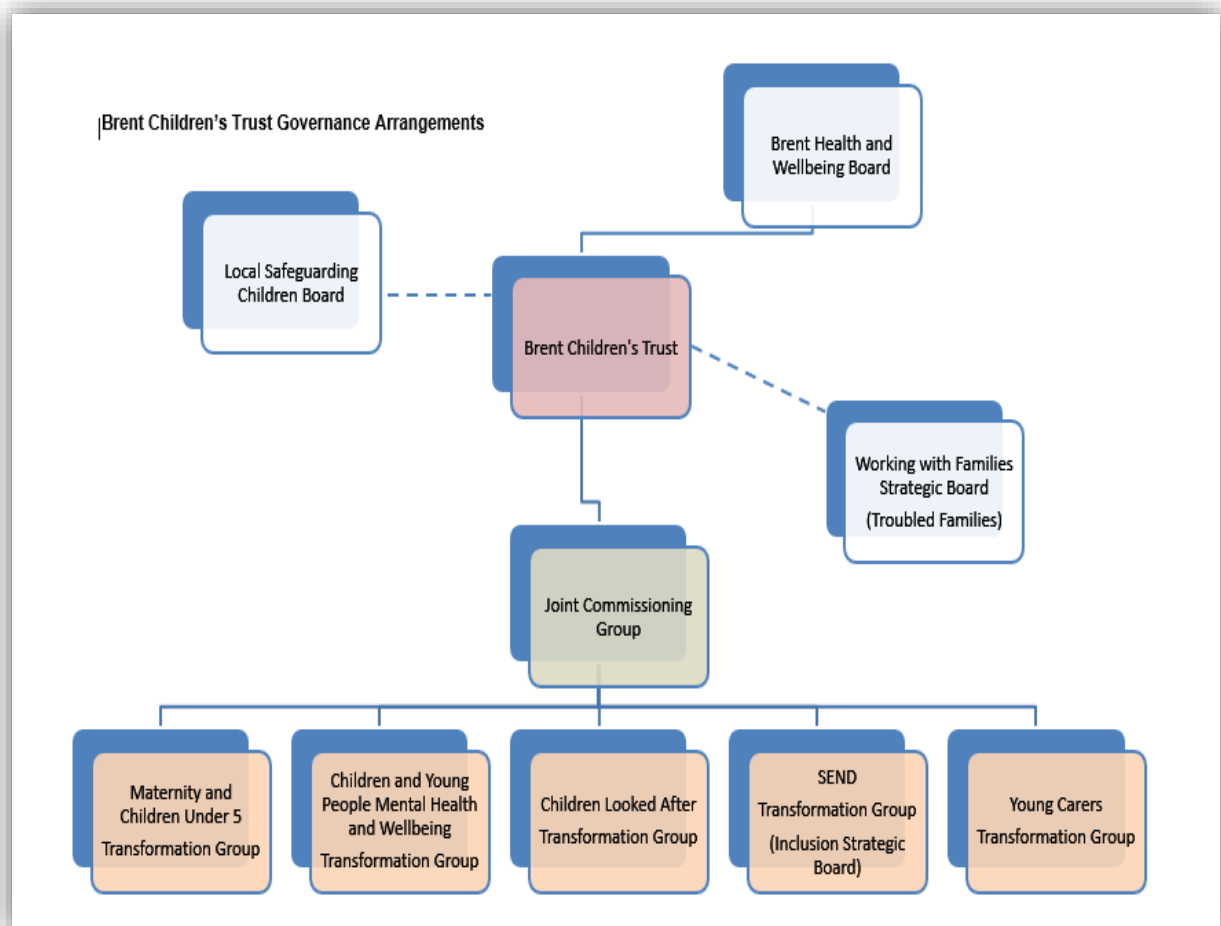 Brent Children's Trust Governance Arrangements
Brent Health and
Wellbeing Board
Local Safeguarding
Children Board
Brent Children's Trust
Working with Families
Strategic Board
(Troubled Families)
Joint Commissioning
Group
Maternity and
Children Under 5
Transformation Group
Children and Young
People Mental Health
and Wellbeing
Transformation Group
Children Looked After
Transformation Group
SEND
Transformation Group
(Inclusion Strategic
Board)
Young Carers
Transformation Group